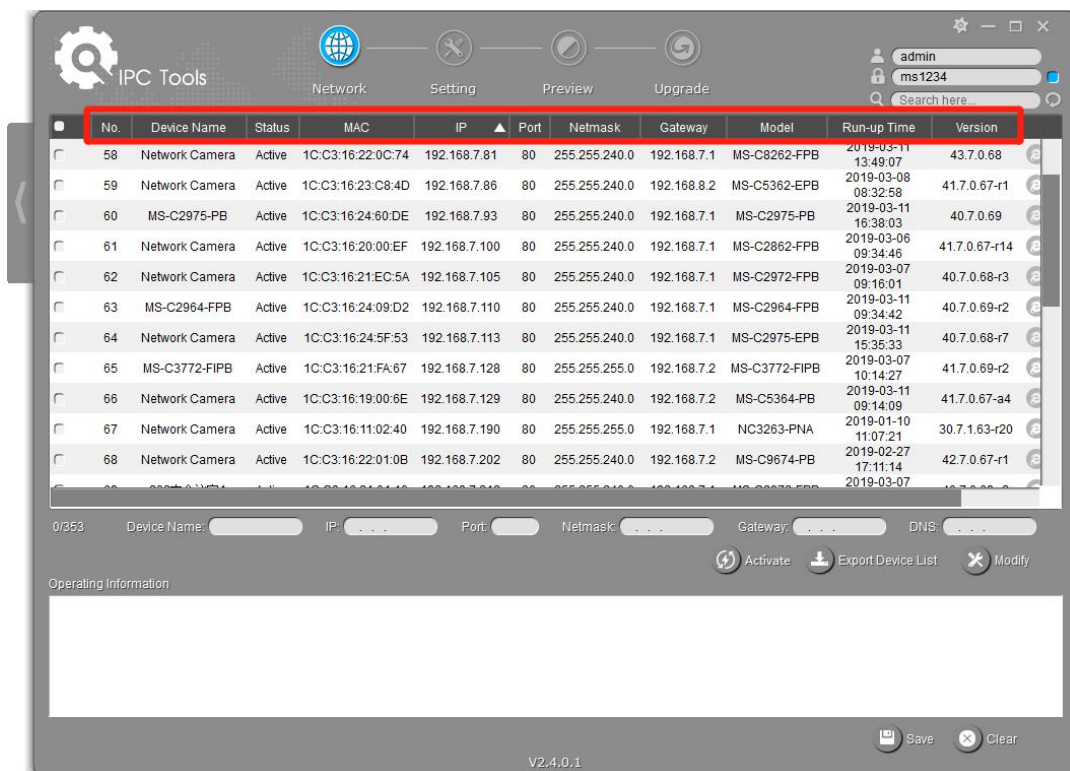 IPC Tools
Network Setting Preview Upgrade
admin
ms1234
Search here...
No. Device Name Status MAC IP Port Netmask Gateway Model Run-up Time Version
58 Network Camera Active 1C:C3:16:22:0C:74 192.168.7.81 80 255.255.240.0 192.168.7.1 MS-C8262-FPB 2019-03-11 13:49:07 43.7.0.68
59 Network Camera Active 1C:C3:16:23:C8:4D 192.168.7.86 80 255.255.240.0 192.168.8.2 MS-C5362-EPB 2019-03-08 08:32:58 41.7.0.67-r1
60 MS-C2975-PB Active 1C:C3:16:24:60:DE 192.168.7.93 80 255.255.240.0 192.168.7.1 MS-C2975-PB 2019-03-11 16:38:03 40.7.0.69
61 Network Camera Active 1C:C3:16:20:00:EF 192.168.7.100 80 255.255.240.0 192.168.7.1 MS-C2862-FPB 2019-03-06 09:34:46 41.7.0.67-r14
62 Network Camera Active 1C:C3:16:21:EC:5A 192.168.7.105 80 255.255.240.0 192.168.7.1 MS-C2972-FPB 2019-03-07 09:16:01 40.7.0.68-r3
63 MS-C2964-FPB Active 1C:C3:16:24:09:D2 192.168.7.110 80 255.255.240.0 192.168.7.1 MS-C2964-FPB 2019-03-11 09:34:42 40.7.0.69-r2
64 Network Camera Active 1C:C3:16:24:5F:53 192.168.7.113 80 255.255.240.0 192.168.7.1 MS-C2975-EPB 2019-03-11 15:35:33 40.7.0.68-r7
65 MS-C3772-FIPB Active 1C:C3:16:21:FA:67 192.168.7.128 80 255.255.255.0 192.168.7.2 MS-C3772-FIPB 2019-03-07 10:14:27 41.7.0.69-r2
66 Network Camera Active 1C:C3:16:19:00:6E 192.168.7.129 80 255.255.240.0 192.168.7.2 MS-C5364-PB 2019-03-11 09:14:09 41.7.0.67-a4
67 Network Camera Active 1C:C3:16:11:02:40 192.168.7.190 80 255.255.255.0 192.168.7.1 NC3263-PNA 2019-01-10 11:07:21 30.7.1.63-r20
68 Network Camera Active 1C:C3:16:22:01:0B 192.168.7.202 80 255.255.240.0 192.168.7.2 MS-C9674-PB 2019-02-27 17:11:14 42.7.0.67-r1
2019-03-07
0/353 Device Name: IP: . . . Port: Netmask: . . . Gateway: . . . DNS: . . .
Activate Export Device List Modify
Operating Information
Save Clear
V2.4.0.1